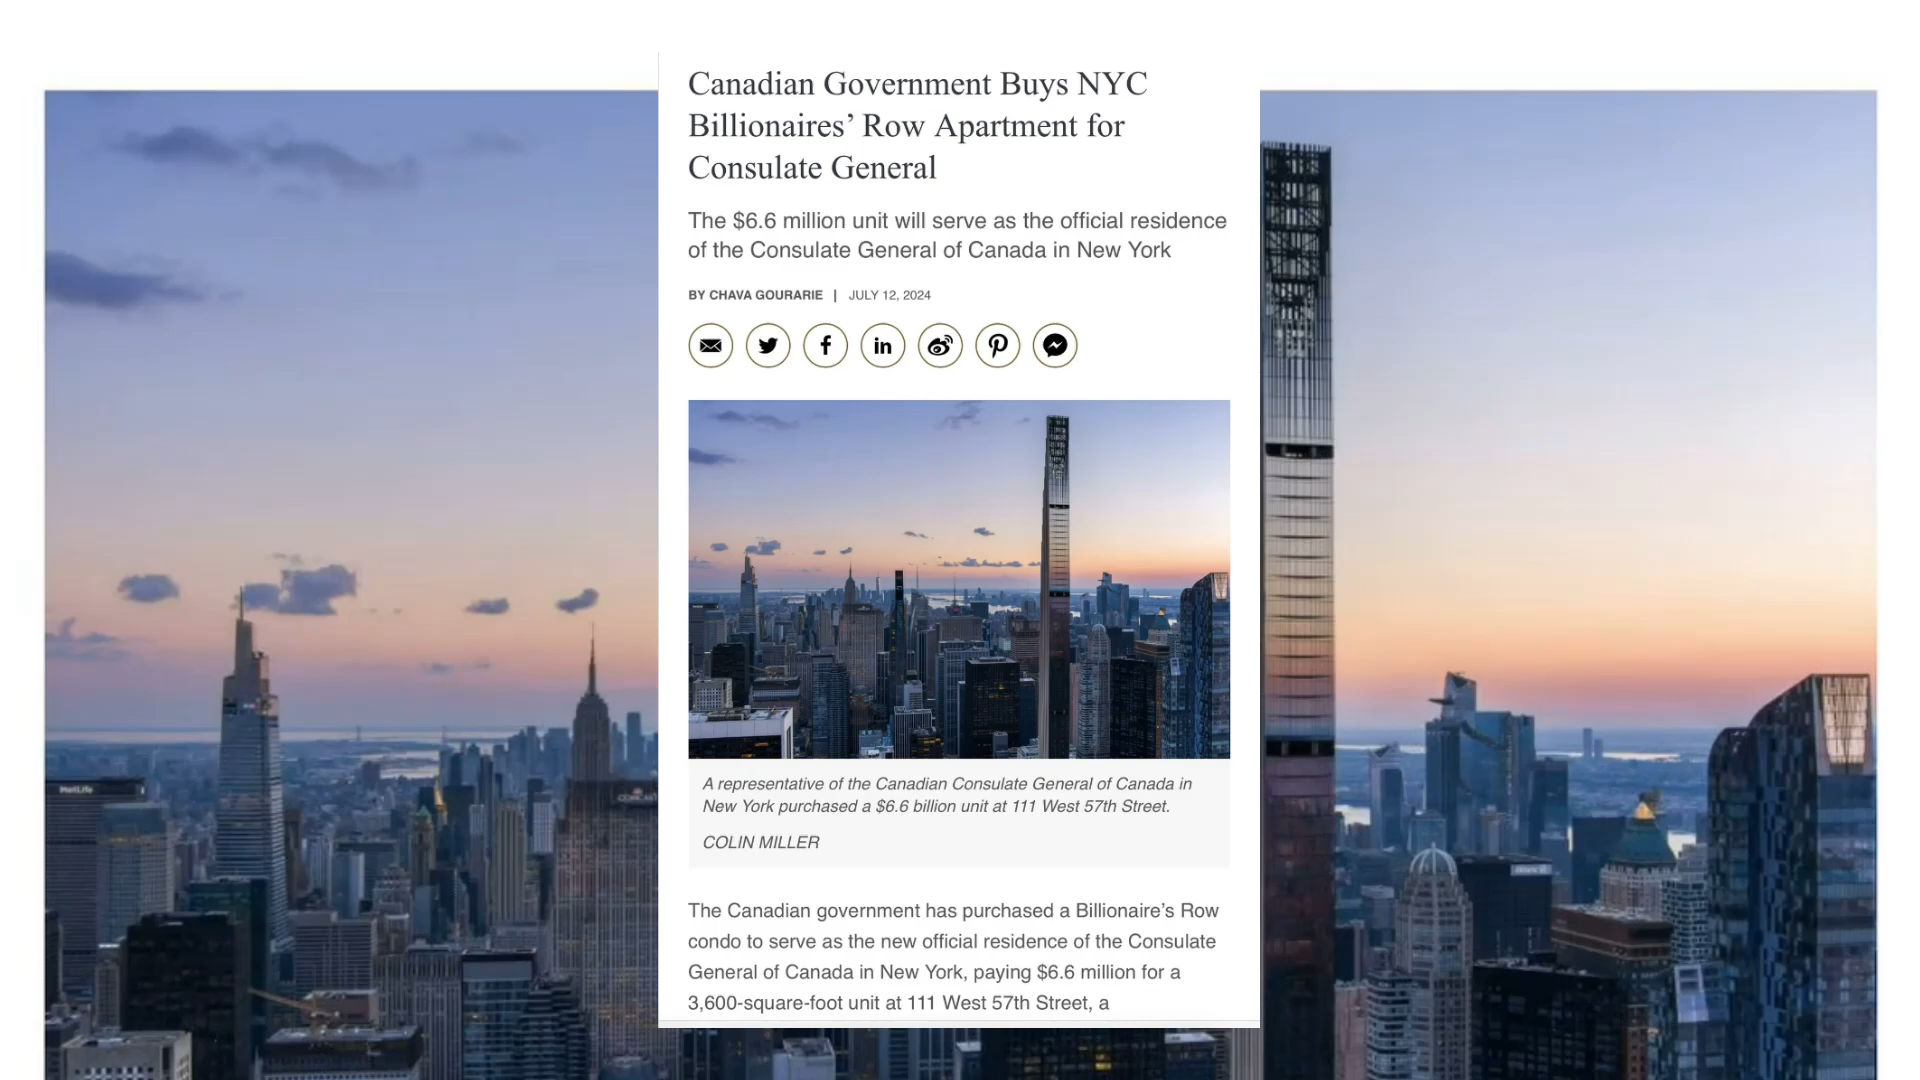 Canadian Government Buys NYC
Billionaires’ Row Apartment for
Consulate General
The $6.6 million unit will serve as the official residence
of the Consulate General of Canada in New York
BY CHAVA GOURARIE | JULY 12, 2024
A representative of the Canadian Consulate General of Canada in
New York purchased a $6.6 billion unit at 111 West 57th Street.
COLIN MILLER
The Canadian government has purchased a Billionaire’s Row
condo to serve as the new official residence of the Consulate
General of Canada in New York, paying $6.6 million for a
3,600-square-foot unit at 111 West 57th Street, a
MetLife